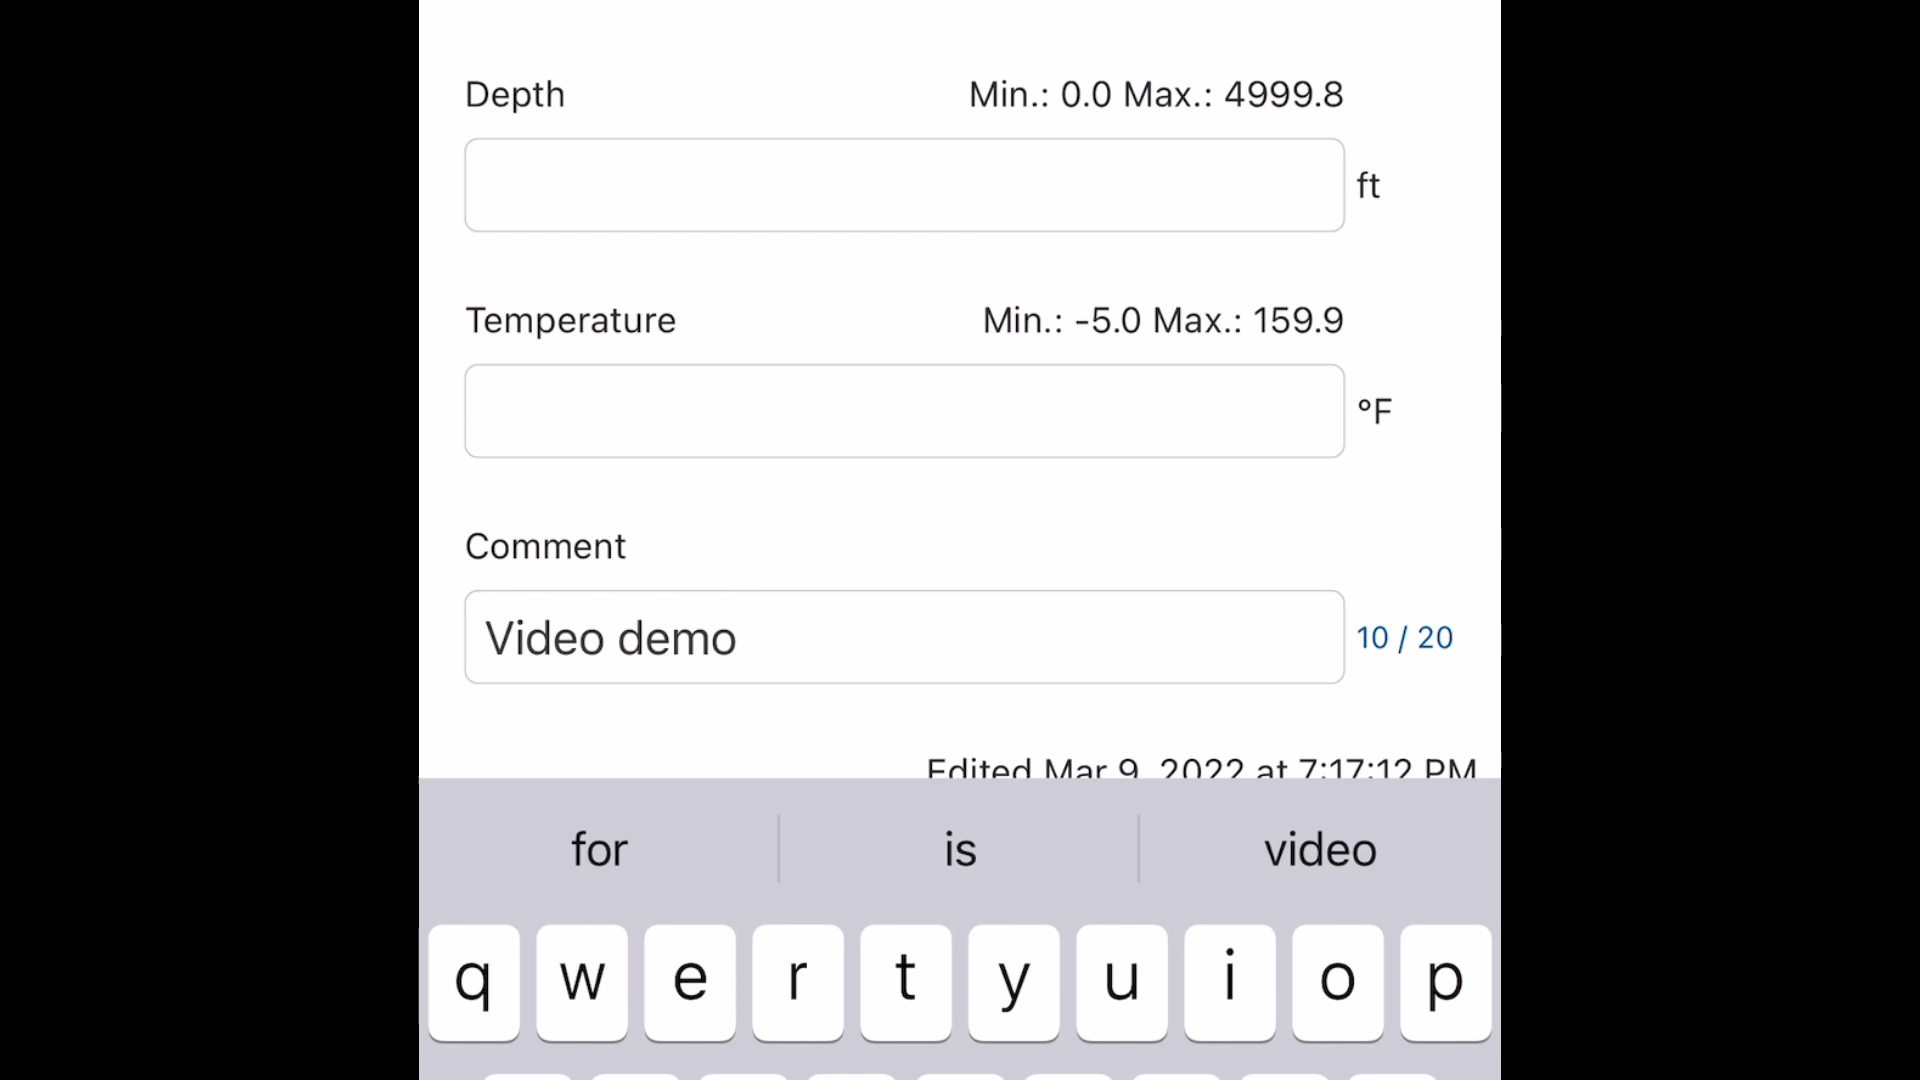 Depth Min.: 0.0 Max.: 4999.8
ft
Temperature Min.: -5.0 Max.: 159.9
°F
Comment
Video demo 10 / 20
Edited Mar 9, 2022 at 7:17:12 PM
for is video
q w e r t y u i o p